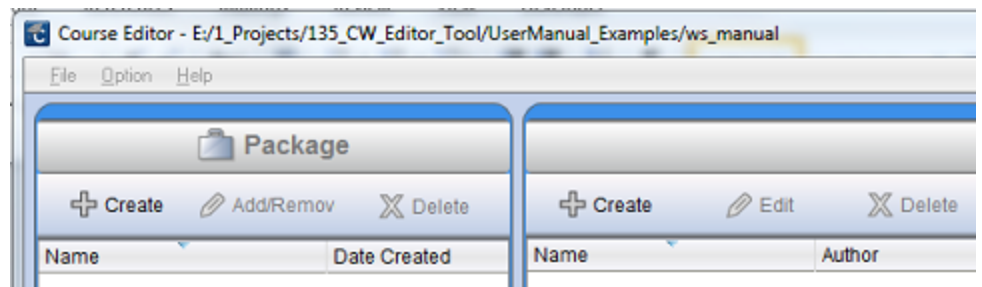 Course Editor - E:/1_Projects/135_CW_Editor_Tool/UserManual_Examples/ws_manual
File Option Help
Package
Create Add/Remov Delete Create Edit Delete
Name Date Created Name Author